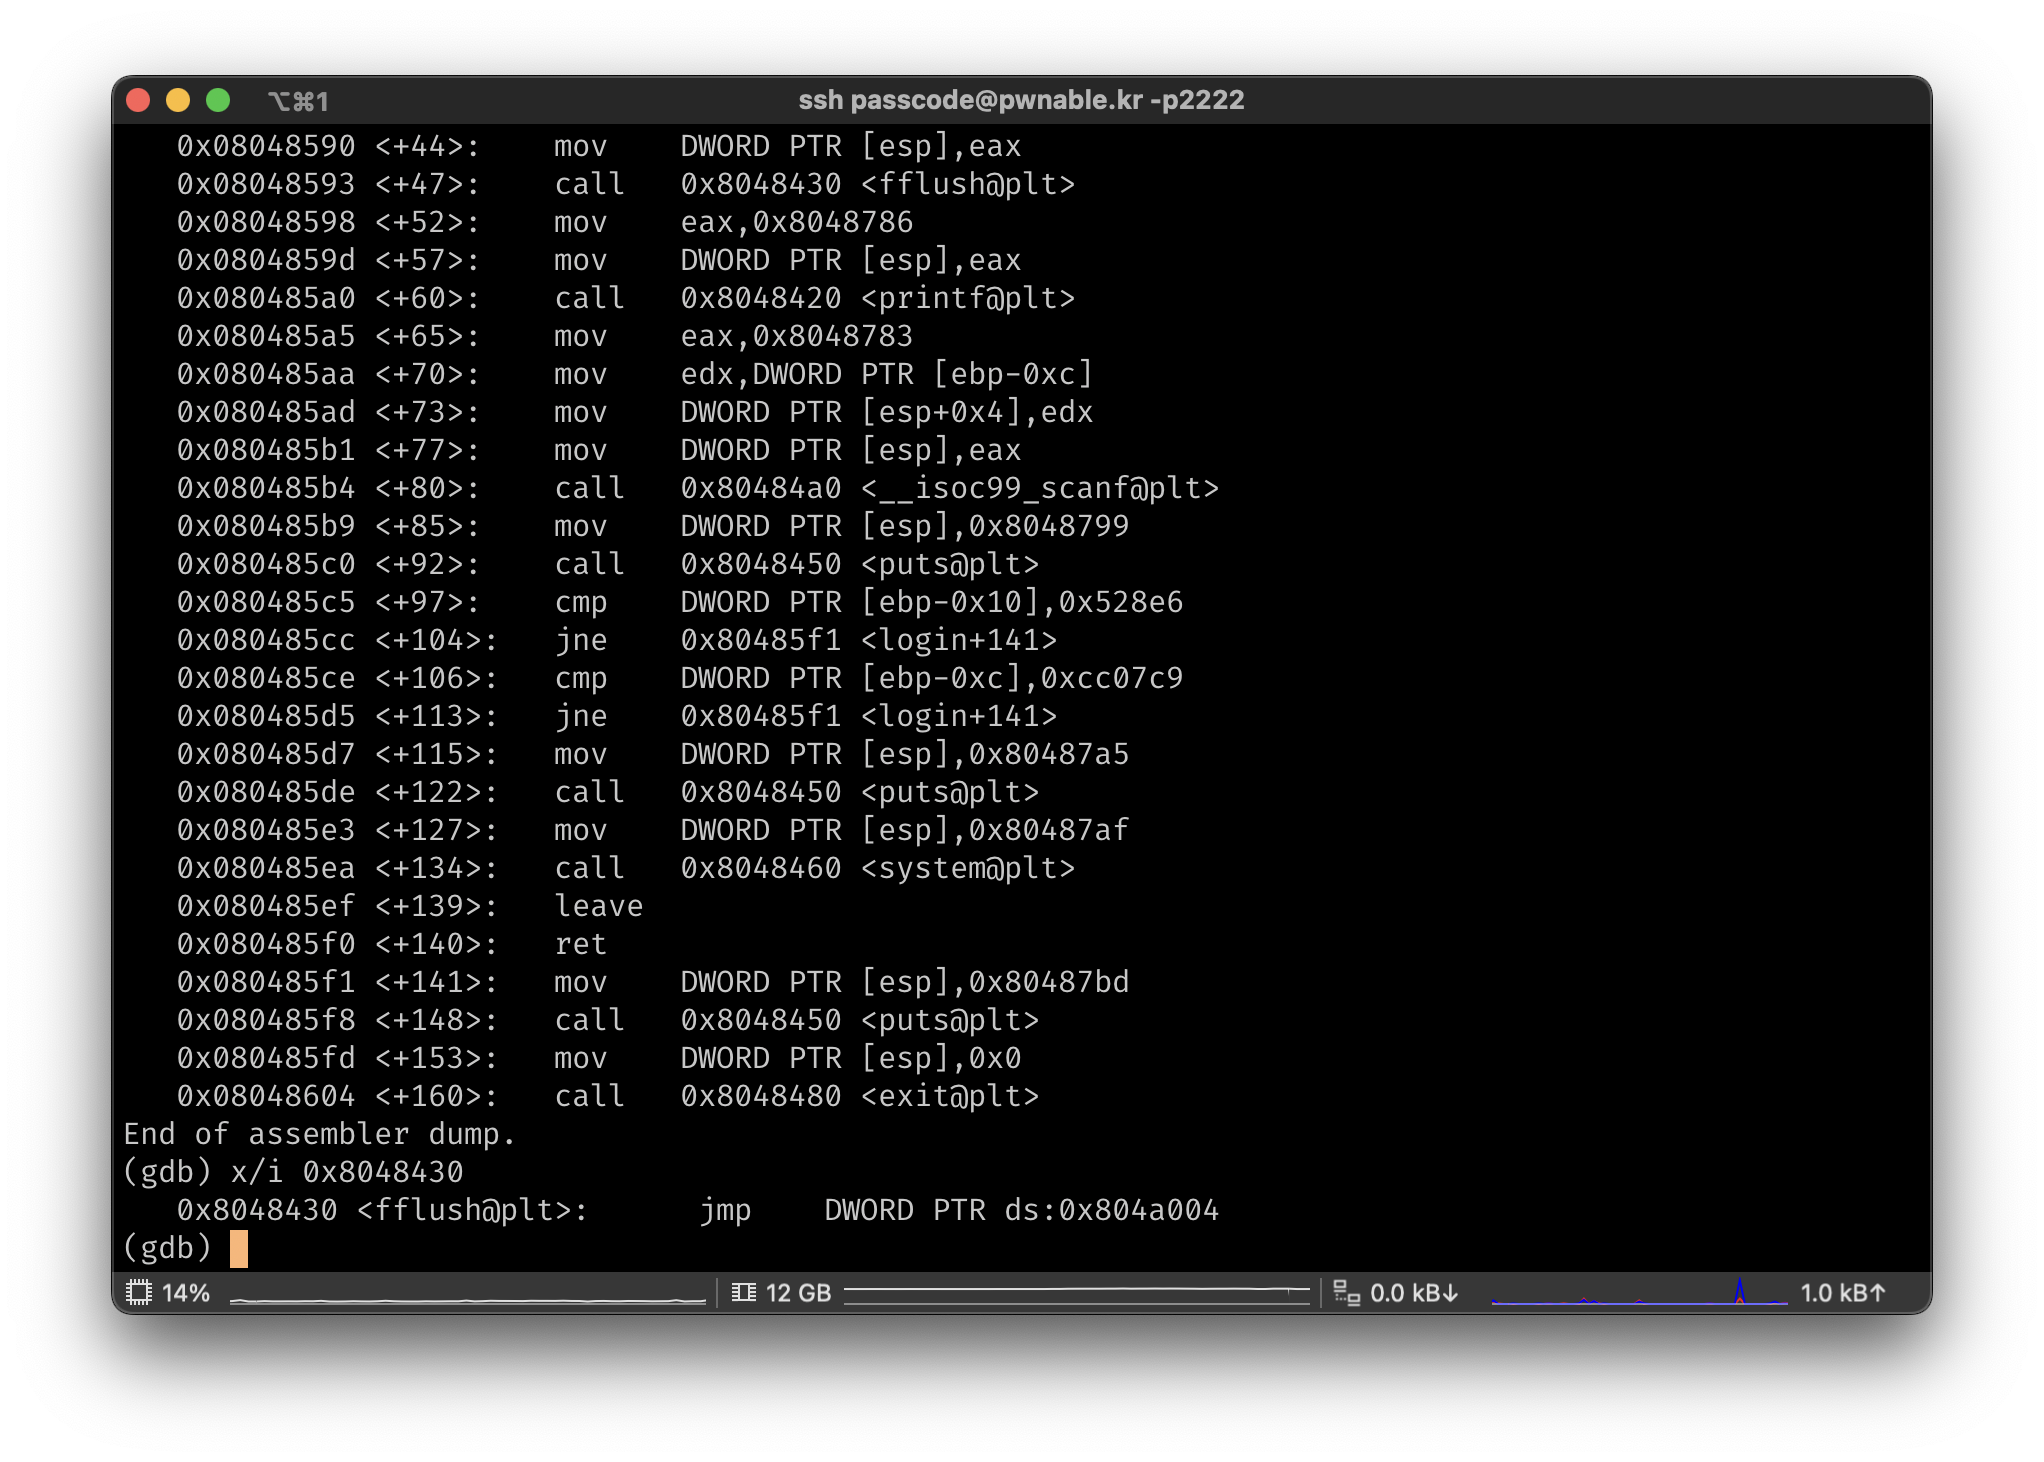 ⌥⌘1 ssh passcode@pwnable.kr -p2222
0x08048590 <+44>: mov DWORD PTR [esp],eax
0x08048593 <+47>: call 0x8048430 <fflush@plt>
0x08048598 <+52>: mov eax,0x8048786
0x0804859d <+57>: mov DWORD PTR [esp],eax
0x080485a0 <+60>: call 0x8048420 <printf@plt>
0x080485a5 <+65>: mov eax,0x8048783
0x080485aa <+70>: mov edx,DWORD PTR [ebp-0xc]
0x080485ad <+73>: mov DWORD PTR [esp+0x4],edx
0x080485b1 <+77>: mov DWORD PTR [esp],eax
0x080485b4 <+80>: call 0x80484a0 <__isoc99_scanf@plt>
0x080485b9 <+85>: mov DWORD PTR [esp],0x8048799
0x080485c0 <+92>: call 0x8048450 <puts@plt>
0x080485c5 <+97>: cmp DWORD PTR [ebp-0x10],0x528e6
0x080485cc <+104>: jne 0x80485f1 <login+141>
0x080485ce <+106>: cmp DWORD PTR [ebp-0xc],0xcc07c9
0x080485d5 <+113>: jne 0x80485f1 <login+141>
0x080485d7 <+115>: mov DWORD PTR [esp],0x80487a5
0x080485de <+122>: call 0x8048450 <puts@plt>
0x080485e3 <+127>: mov DWORD PTR [esp],0x80487af
0x080485ea <+134>: call 0x8048460 <system@plt>
0x080485ef <+139>: leave
0x080485f0 <+140>: ret
0x080485f1 <+141>: mov DWORD PTR [esp],0x80487bd
0x080485f8 <+148>: call 0x8048450 <puts@plt>
0x080485fd <+153>: mov DWORD PTR [esp],0x0
0x08048604 <+160>: call 0x8048480 <exit@plt>
End of assembler dump.
(gdb) x/i 0x8048430
0x8048430 <fflush@plt>: jmp DWORD PTR ds:0x804a004
(gdb)
14% 12 GB 0.0 kB↓ 1.0 kB↑